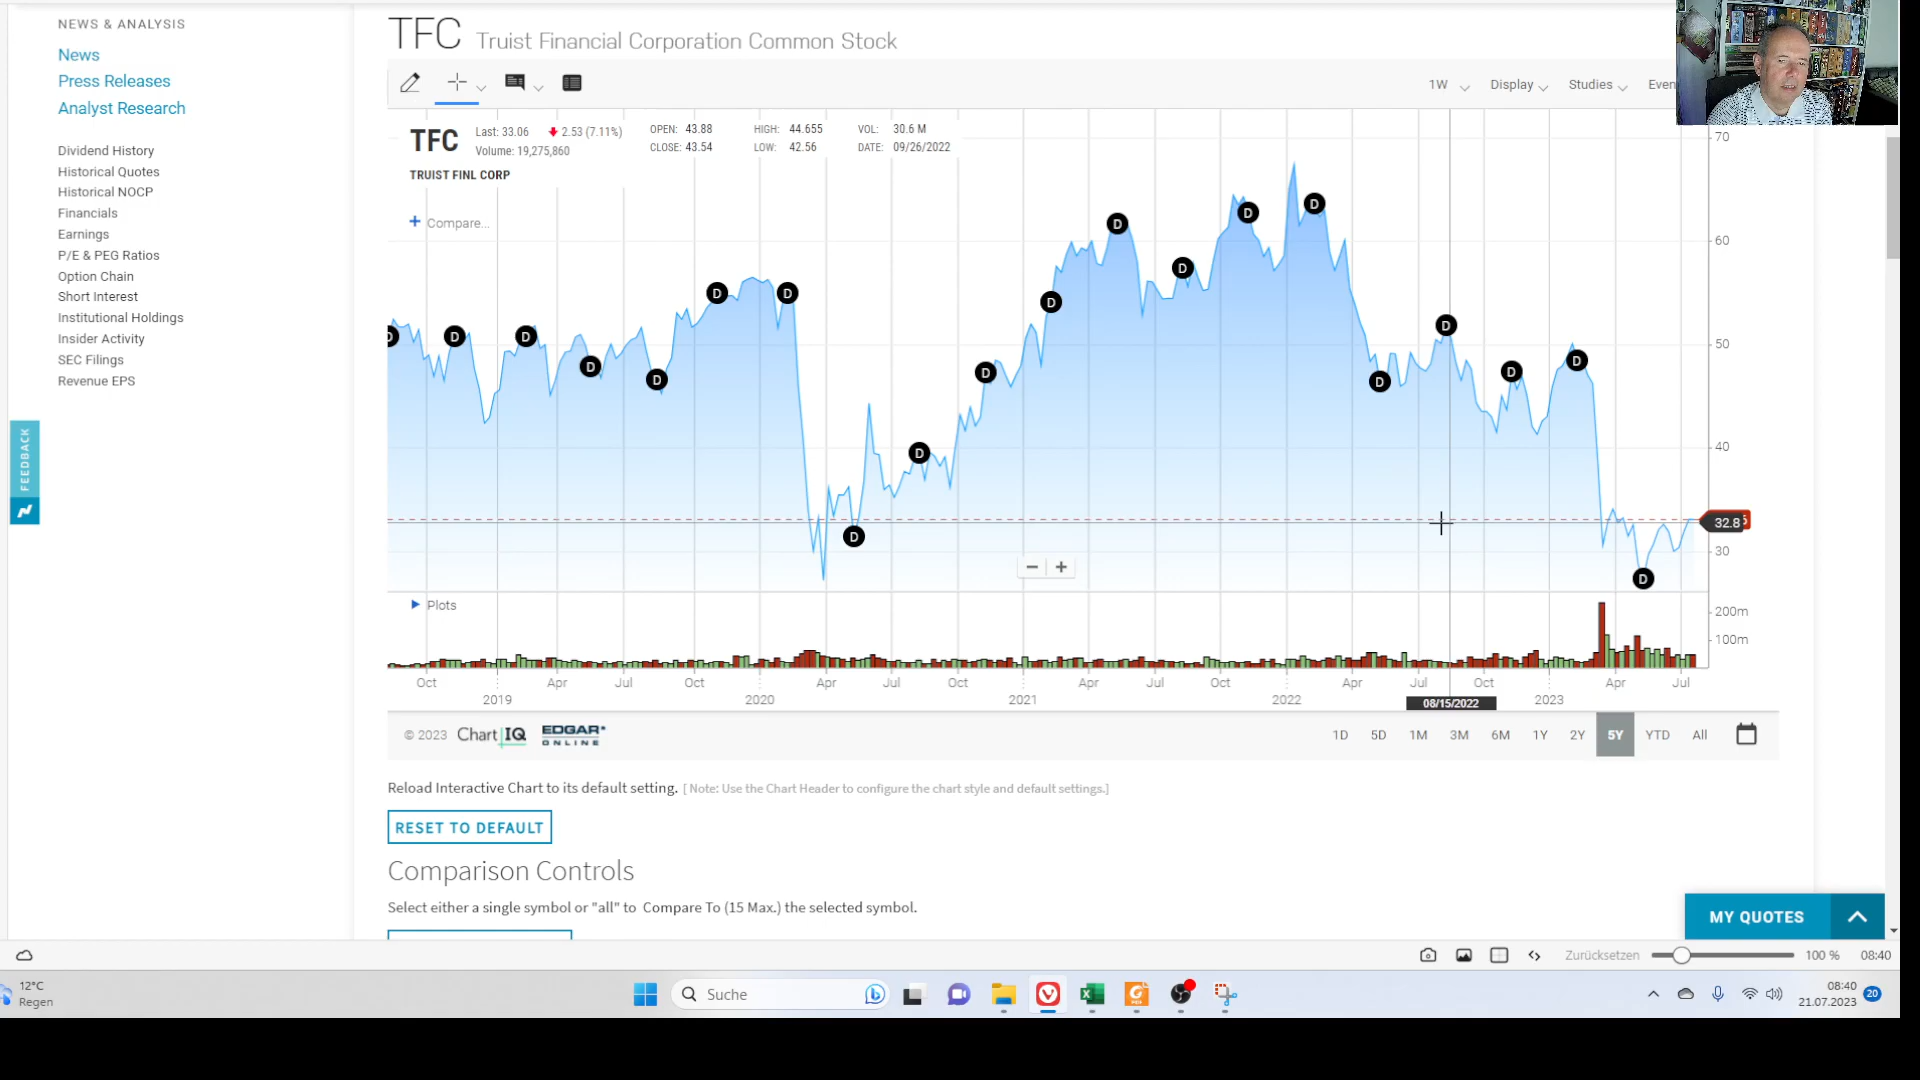 NEWS & ANALYSIS
News
Press Releases
Analyst Research
Dividend History
Historical Quotes
Historical NOCP
Financials
Earnings
P/E & PEG Ratios
Option Chain
Short Interest
Institutional Holdings
Insider Activity
SEC Filings
Revenue EPS
FEEDBACK
TFC Truist Financial Corporation Common Stock
1W Display Studies Even
TFC Last: 33.06 2.53 (7.11%) OPEN: 43.88 HIGH: 44.655 VOL: 30.6 M
Volume: 19,275,860 CLOSE: 43.54 LOW: 42.56 DATE: 09/26/2022
TRUIST FINL CORP
+ Compare...
70
60
50
40
32.8
30
D D D D D D D D D D D D D D D D D D D D
− +
Plots
200m
100m
Oct Apr Jul Oct Apr Jul Oct Apr Jul Oct Apr Jul Oct Apr Jul
2019 2020 2021 2022 2023
08/15/2022
© 2023 ChartIQ EDGAR ONLINE
1D 5D 1M 3M 6M 1Y 2Y 5Y YTD All
Reload Interactive Chart to its default setting. [ Note: Use the Chart Header to configure the chart style and default settings.]
RESET TO DEFAULT
Comparison Controls
Select either a single symbol or "all" to Compare To (15 Max.) the selected symbol.
MY QUOTES
Zurücksetzen 100 % 08:40
12°C
Regen
Suche
08:40
21.07.2023
20